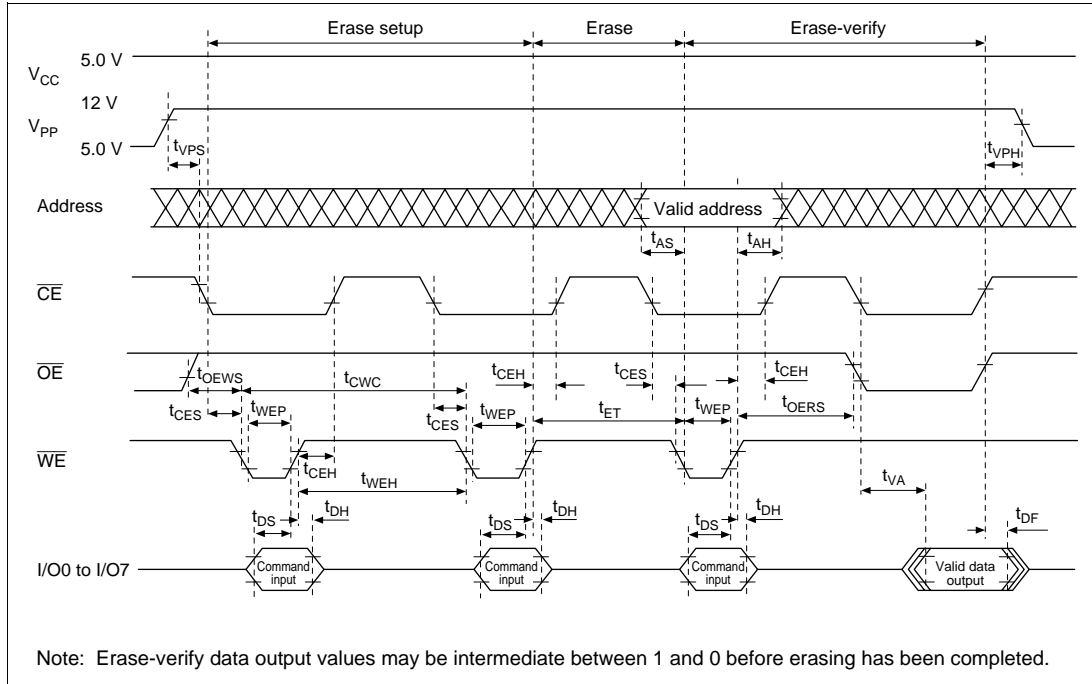 Erase setup Erase Erase-verify
5.0 V
VCC
12 V
VPP
5.0 V
tVPS tVPH
Address Valid address
tAS tAH
CE
OE
tOEWS tCWC tCEH tCES tCEH
tCES tWEP tCES tWEP tET tWEP tOERS
WE
tCEH
tWEH tVA
tDS tDH tDS tDH tDS tDH tDF
I/O0 to I/O7 Command input Command input Command input Valid data output
Note: Erase-verify data output values may be intermediate between 1 and 0 before erasing has been completed.